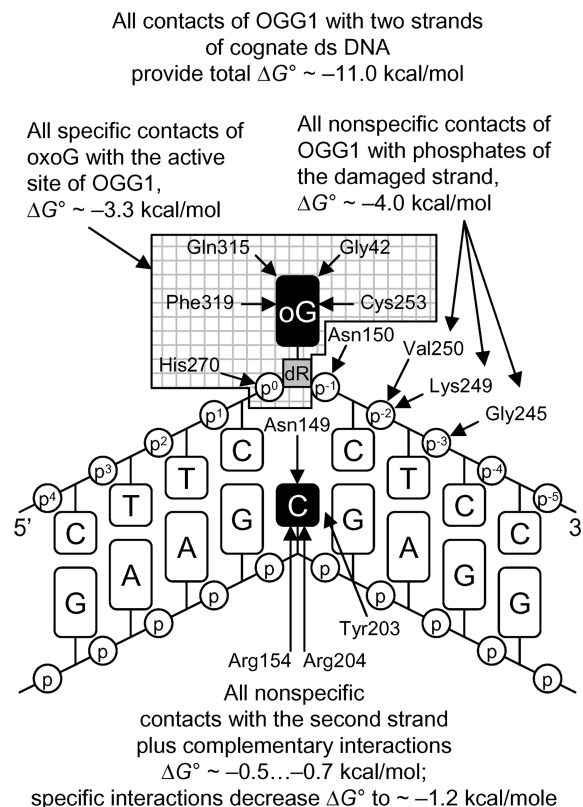 All contacts of OGG1 with two strands
of cognate ds DNA
provide total ΔG° ~ –11.0 kcal/mol
All specific contacts of
oxoG with the active
site of OGG1,
ΔG° ~ –3.3 kcal/mol
All nonspecific contacts of
OGG1 with phosphates of
the damaged strand,
ΔG° ~ –4.0 kcal/mol
Gln315 Gly42
Phe319 oG Cys253
Asn150
His270 dR Val250
p⁰ p⁻¹ Lys249
p¹ Asn149 p⁻² Gly245
p² C C p⁻³
p³ T T p⁻⁴
p⁴ T C C p⁻⁵
5’ C G C G C 3
A A
A G
G G
p p
p p
p Tyr203 p
p Arg154 Arg204 p
p p
All nonspecific
contacts with the second strand
plus complementary interactions
ΔG° ~ –0.5...–0.7 kcal/mol;
specific interactions decrease ΔG° to ~ –1.2 kcal/mole